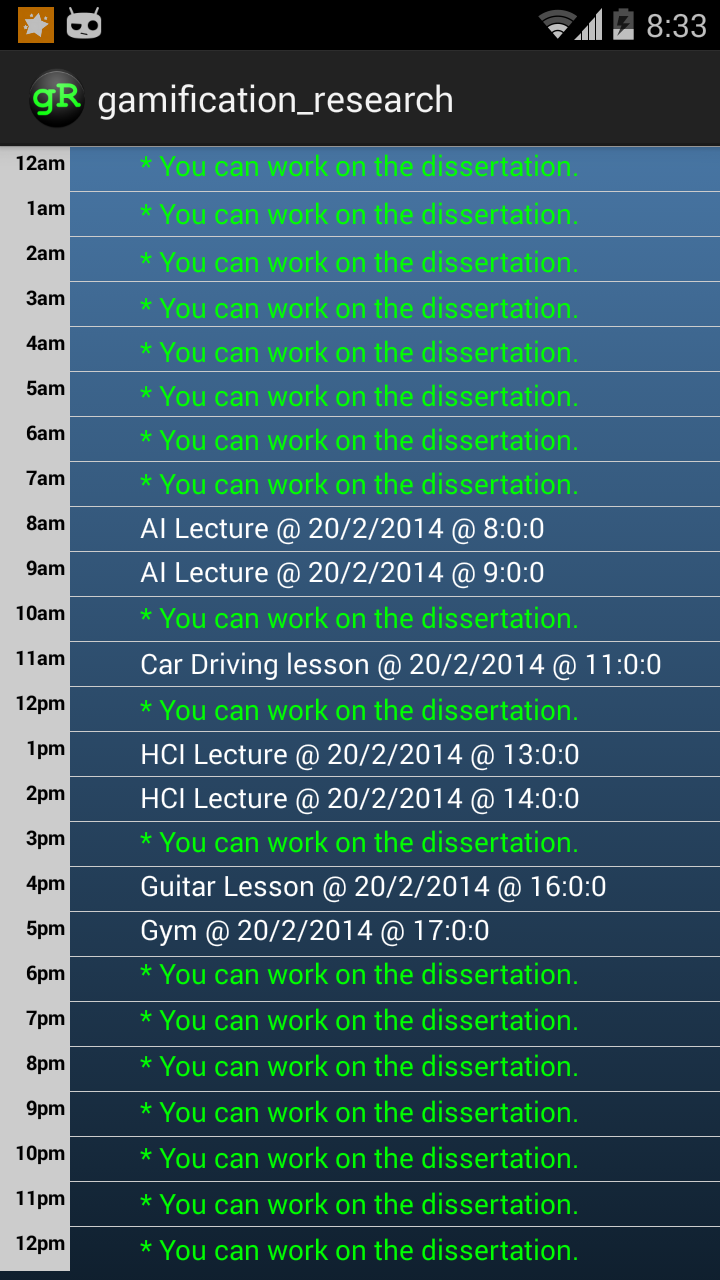 8:33
gR gamification_research
12am * You can work on the dissertation.
1am * You can work on the dissertation.
2am * You can work on the dissertation.
3am * You can work on the dissertation.
4am * You can work on the dissertation.
5am * You can work on the dissertation.
6am * You can work on the dissertation.
7am * You can work on the dissertation.
8am AI Lecture @ 20/2/2014 @ 8:0:0
9am AI Lecture @ 20/2/2014 @ 9:0:0
10am * You can work on the dissertation.
11am Car Driving lesson @ 20/2/2014 @ 11:0:0
12pm * You can work on the dissertation.
1pm HCI Lecture @ 20/2/2014 @ 13:0:0
2pm HCI Lecture @ 20/2/2014 @ 14:0:0
3pm * You can work on the dissertation.
4pm Guitar Lesson @ 20/2/2014 @ 16:0:0
5pm Gym @ 20/2/2014 @ 17:0:0
6pm * You can work on the dissertation.
7pm * You can work on the dissertation.
8pm * You can work on the dissertation.
9pm * You can work on the dissertation.
10pm * You can work on the dissertation.
11pm * You can work on the dissertation.
12pm * You can work on the dissertation.